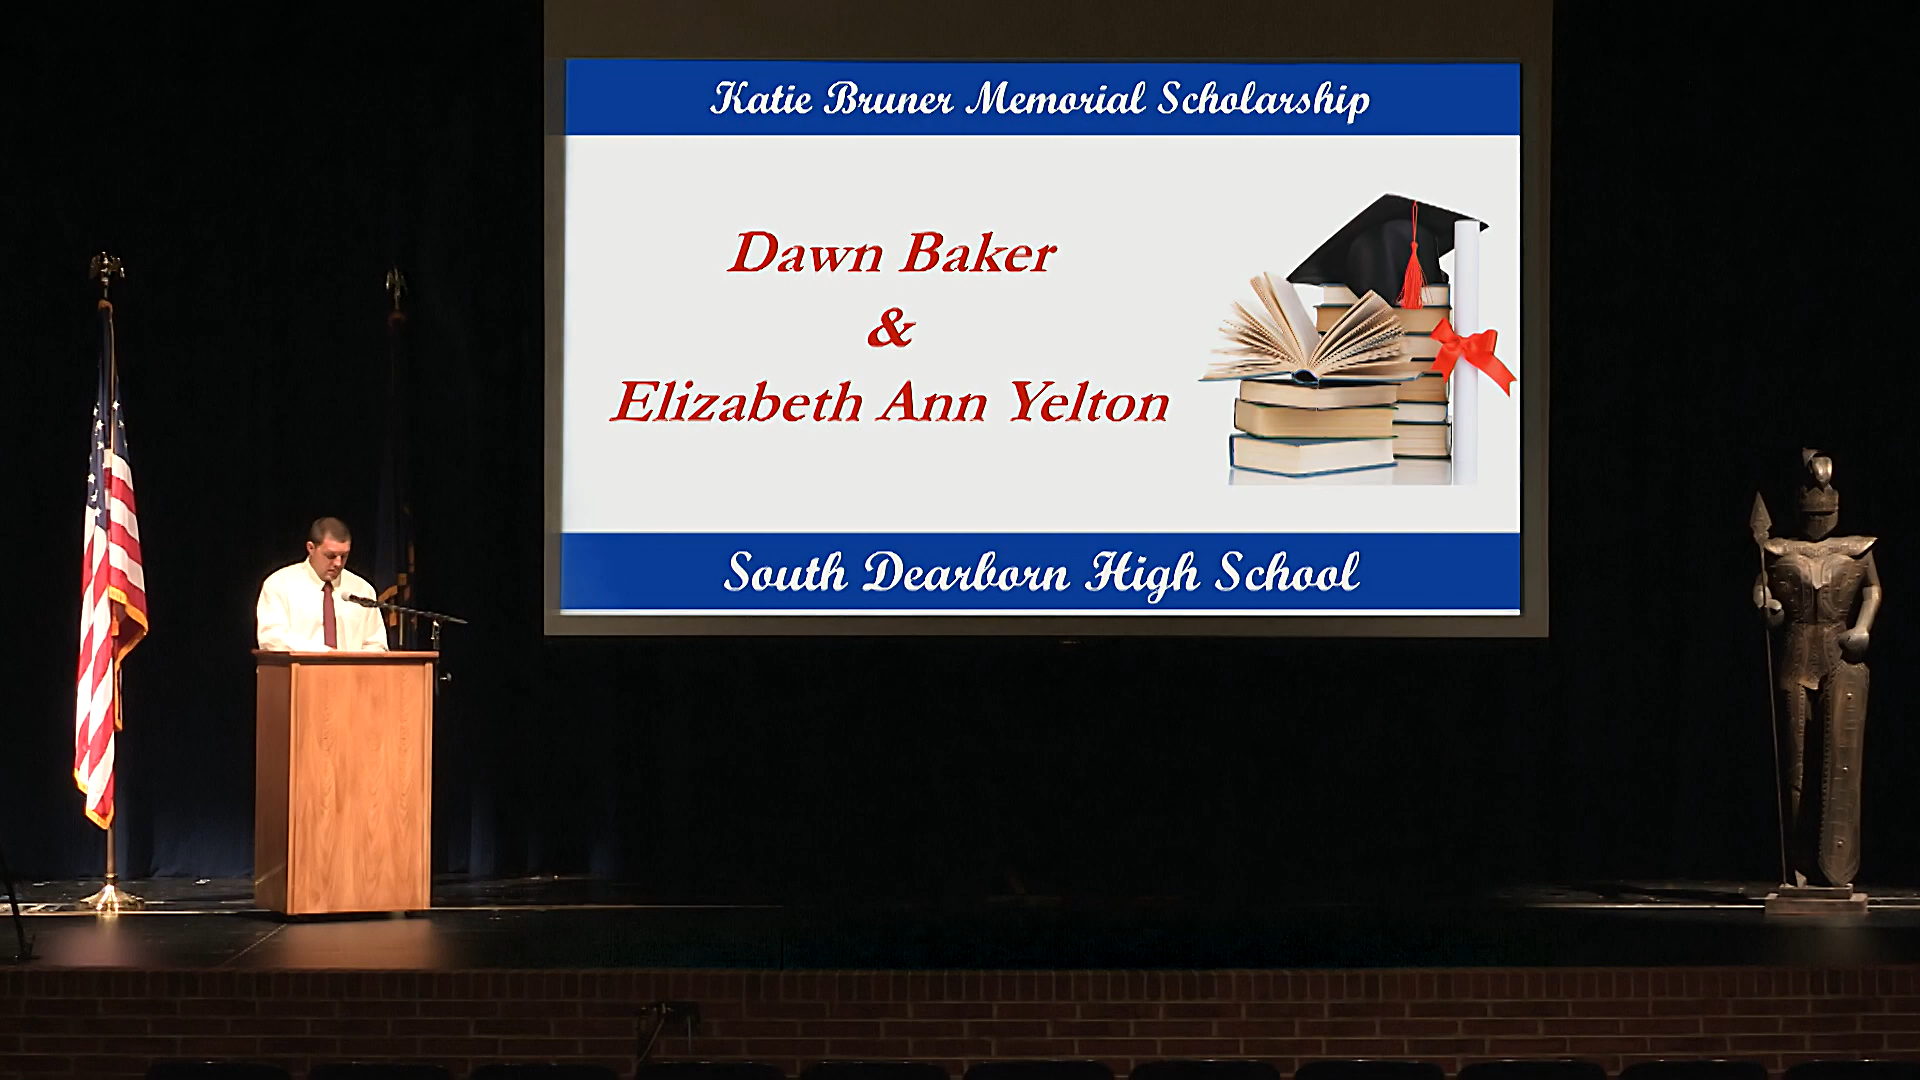 Katie Bruner Memorial Scholarship
Dawn Baker
&
Elizabeth Ann Yelton
South Dearborn High School